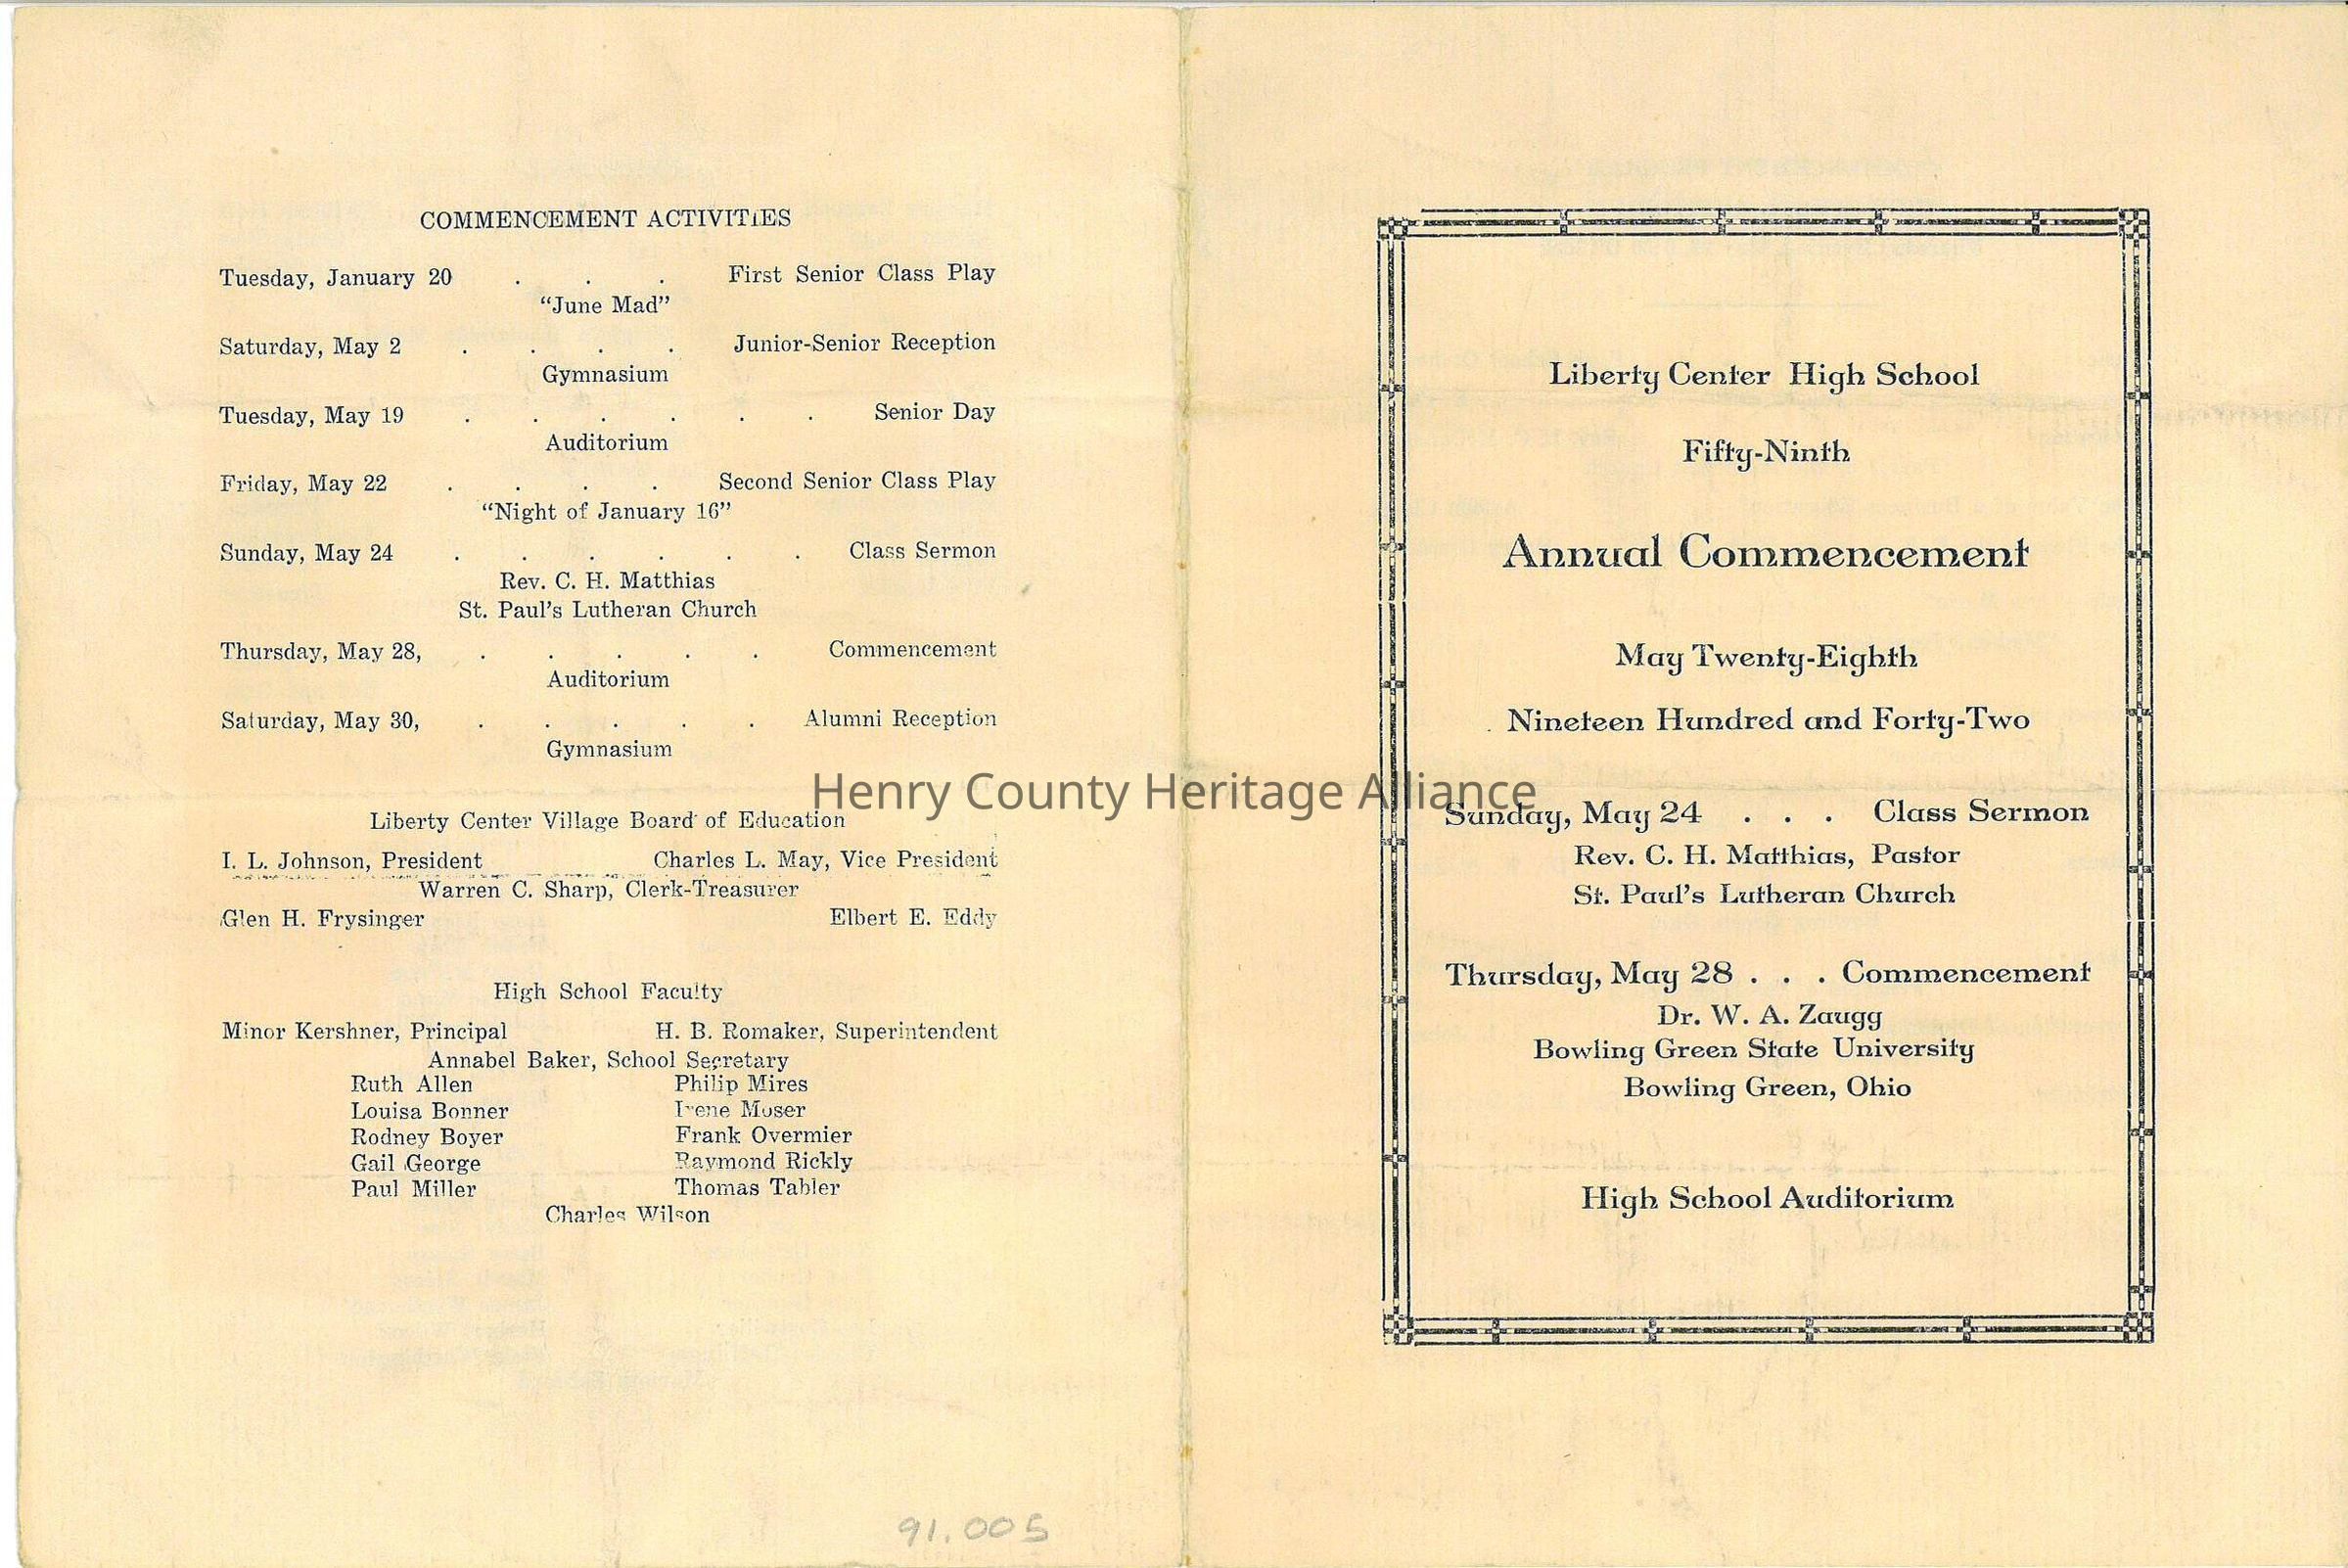 COMMENCEMENT ACTIVITIES
Tuesday, January 20 . . . First Senior Class Play
"June Mad"
Saturday, May 2 . . . . Junior-Senior Reception
Gymnasium
Tuesday, May 19 . . . . . . Senior Day
Auditorium
Friday, May 22 . . . . Second Senior Class Play
"Night of January 16"
Sunday, May 24 . . . . . . Class Sermon
Rev. C. H. Matthias
St. Paul's Lutheran Church
Thursday, May 28, . . . . . Commencement
Auditorium
Saturday, May 30, . . . . . Alumni Reception
Gymnasium
Liberty Center Village Board of Education
I. L. Johnson, President Charles L. May, Vice President
Warren C. Sharp, Clerk-Treasurer
Glen H. Frysinger Elbert E. Eddy
High School Faculty
Minor Kershner, Principal H. B. Romaker, Superintendent
Annabel Baker, School Secretary
Ruth Allen Philip Mires
Louisa Bonner Irene Moser
Rodney Boyer Frank Overmier
Gail George Raymond Rickly
Paul Miller Thomas Tabler
Charles Wilson
91.005
Henry County Heritage Alliance
Liberty Center High School
Fifty-Ninth
Annual Commencement
May Twenty-Eighth
Nineteen Hundred and Forty-Two
Sunday, May 24 . . . Class Sermon
Rev. C. H. Matthias, Pastor
St. Paul's Lutheran Church
Thursday, May 28 . . . Commencement
Dr. W. A. Zaugg
Bowling Green State University
Bowling Green, Ohio
High School Auditorium